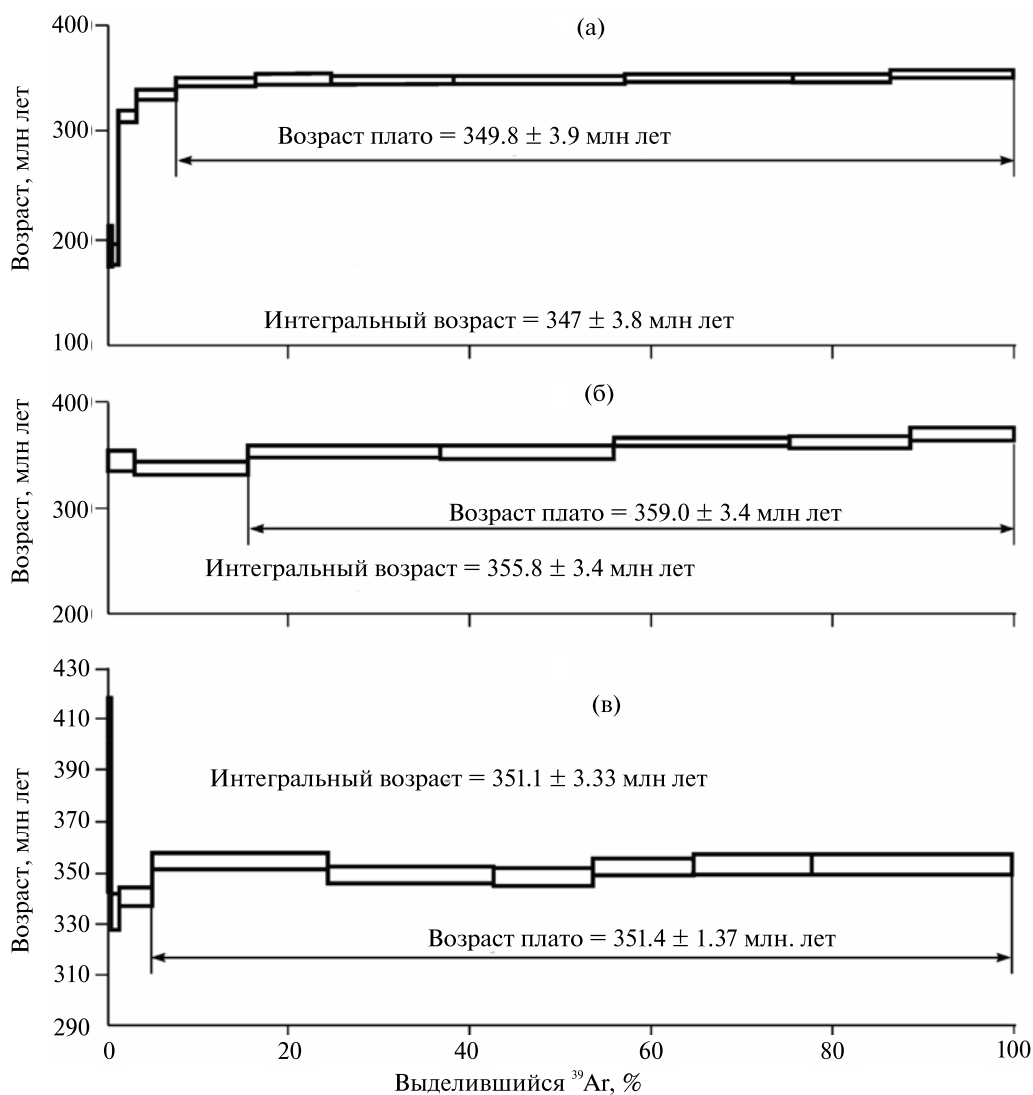 (а)
400
300
200
100
Возраст, млн лет
Возраст плато = 349.8 ± 3.9 млн лет
Интегральный возраст = 347 ± 3.8 млн лет
(б)
400
300
200
Возраст, млн лет
Возраст плато = 359.0 ± 3.4 млн лет
Интегральный возраст = 355.8 ± 3.4 млн лет
(в)
430
410
390
370
350
330
310
290
Возраст, млн лет
Интегральный возраст = 351.1 ± 3.33 млн лет
Возраст плато = 351.4 ± 1.37 млн. лет
0 20 40 60 80 100
Выделившийся ³⁹Ar, %